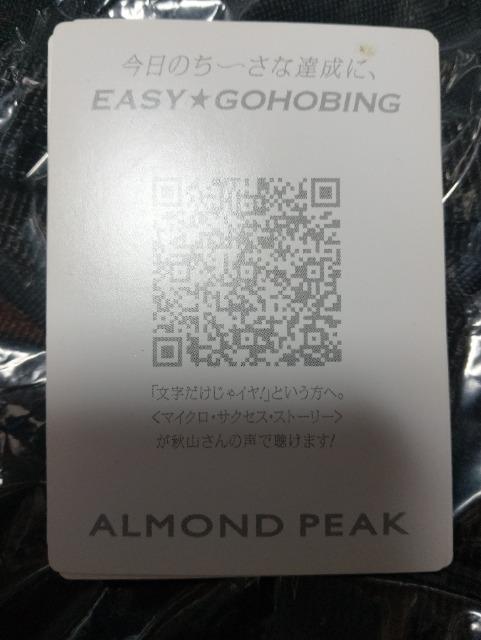 今日のち〜さな達成に、
EASY★GOHOBING
「文字だけじゃイヤ!」という方へ。
<マイクロ・サクセス・ストーリー>
が秋山さんの声で聴けます!
ALMOND PEAK